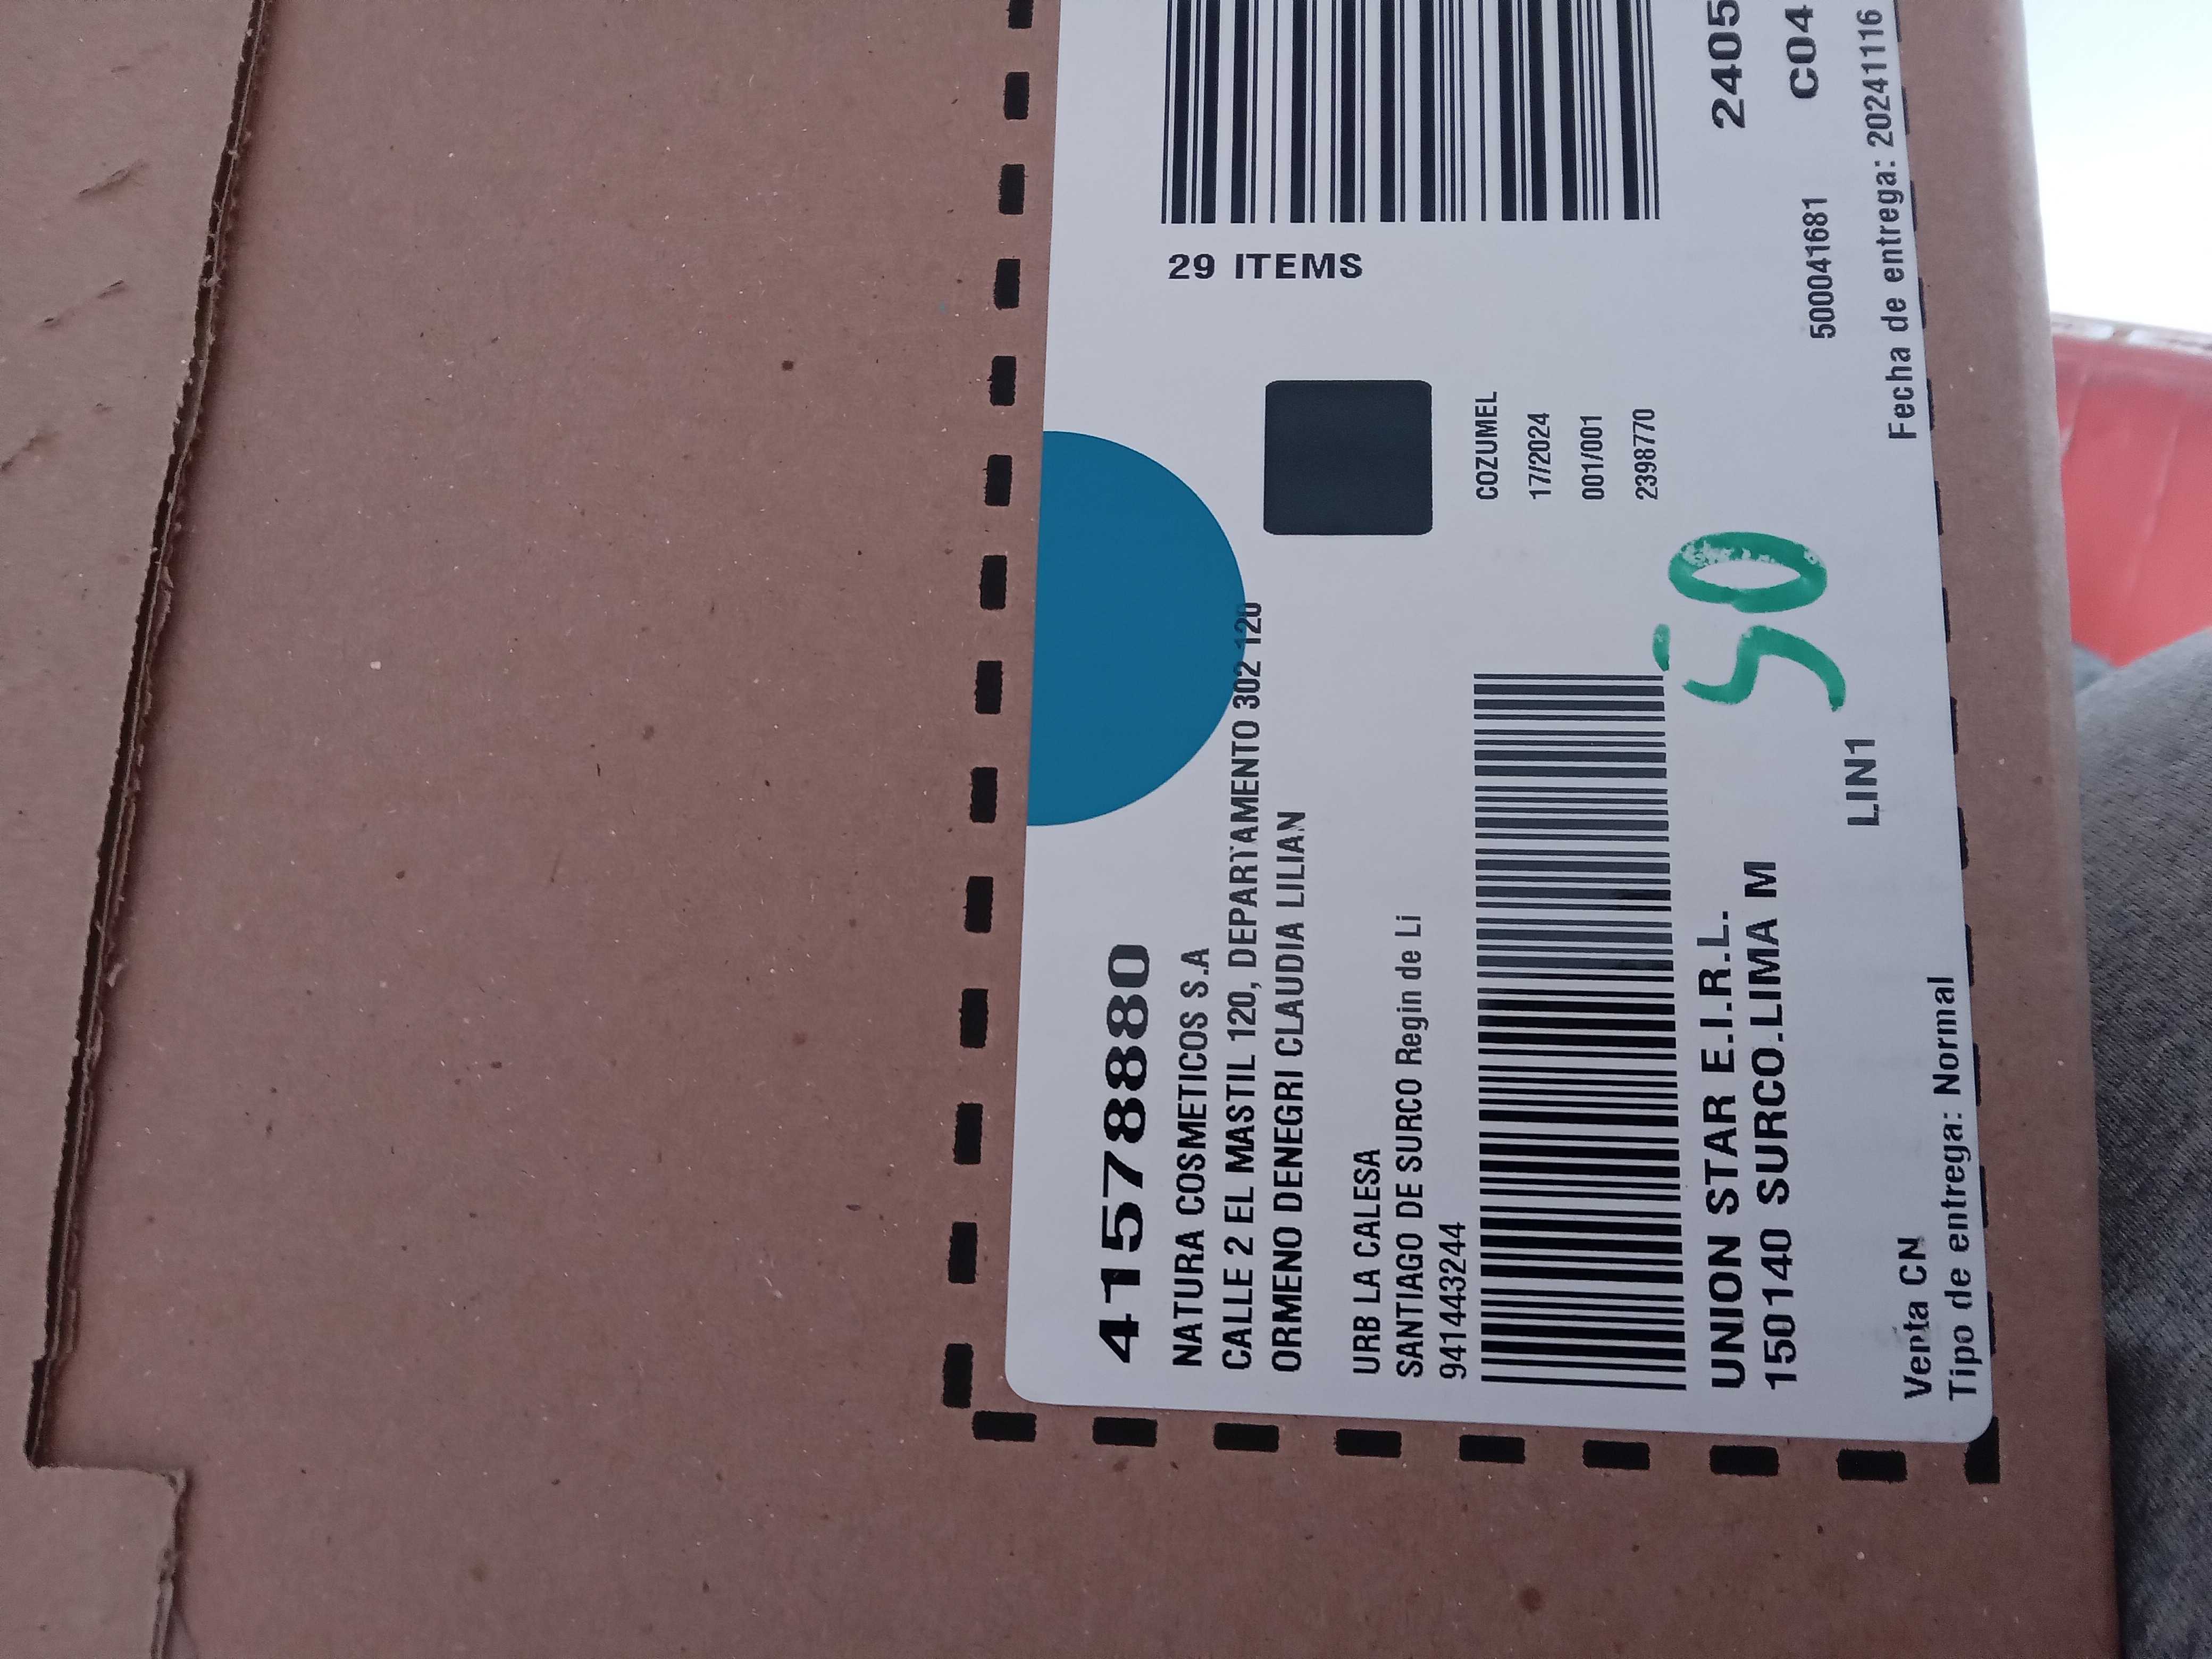 41578880
NATURA COSMETICOS S.A
CALLE 2 EL MASTIL 120, DEPARTAMENTO 302 120
ORMENO DENEGRI CLAUDIA LILIAN
URB LA CALESA
SANTIAGO DE SURCO Regin de Li
941443244
29 ITEMS
COZUMEL
17/2024
001/001
2398770
UNION STAR E.I.R.L.
150140 SURCO.LIMA M
50
2405
C04
LIN1
500041681
Venta CN
Tipo de entrega: Normal
Fecha de entrega: 20241116